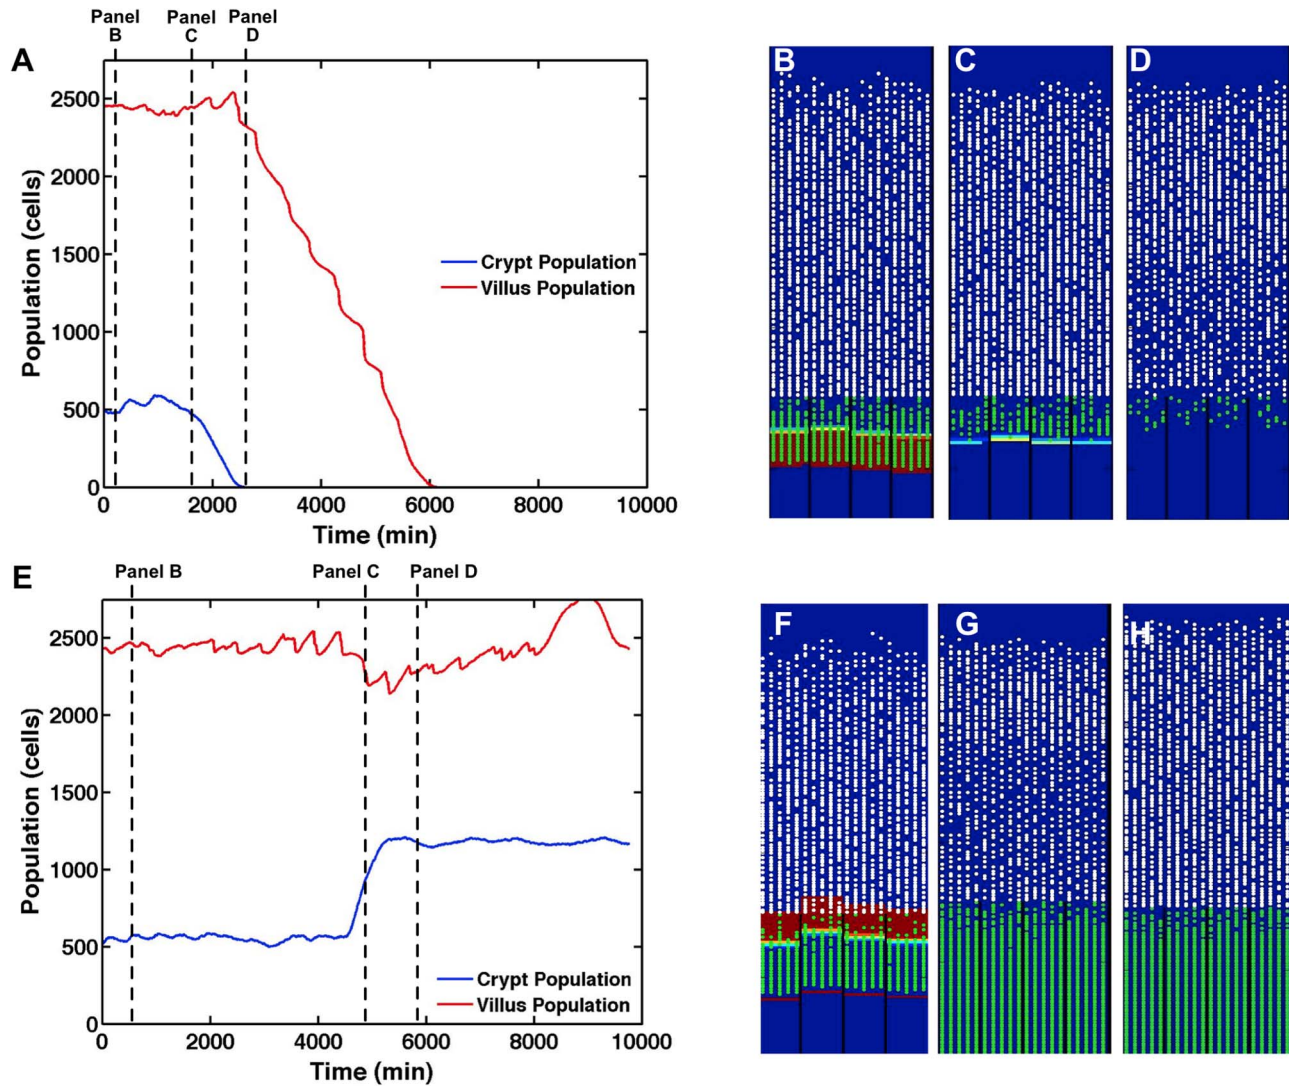 Panel B
Panel C
Panel D
A
2500
2000
1500
1000
500
0
Population (cells)
Crypt Population
Villus Population
0 2000 4000 6000 8000 10000
Time (min)
B C D
E
Panel B Panel C Panel D
2500
2000
1500
1000
500
0
Population (cells)
Crypt Population
Villus Population
0 2000 4000 6000 8000 10000
Time (min)
F G H